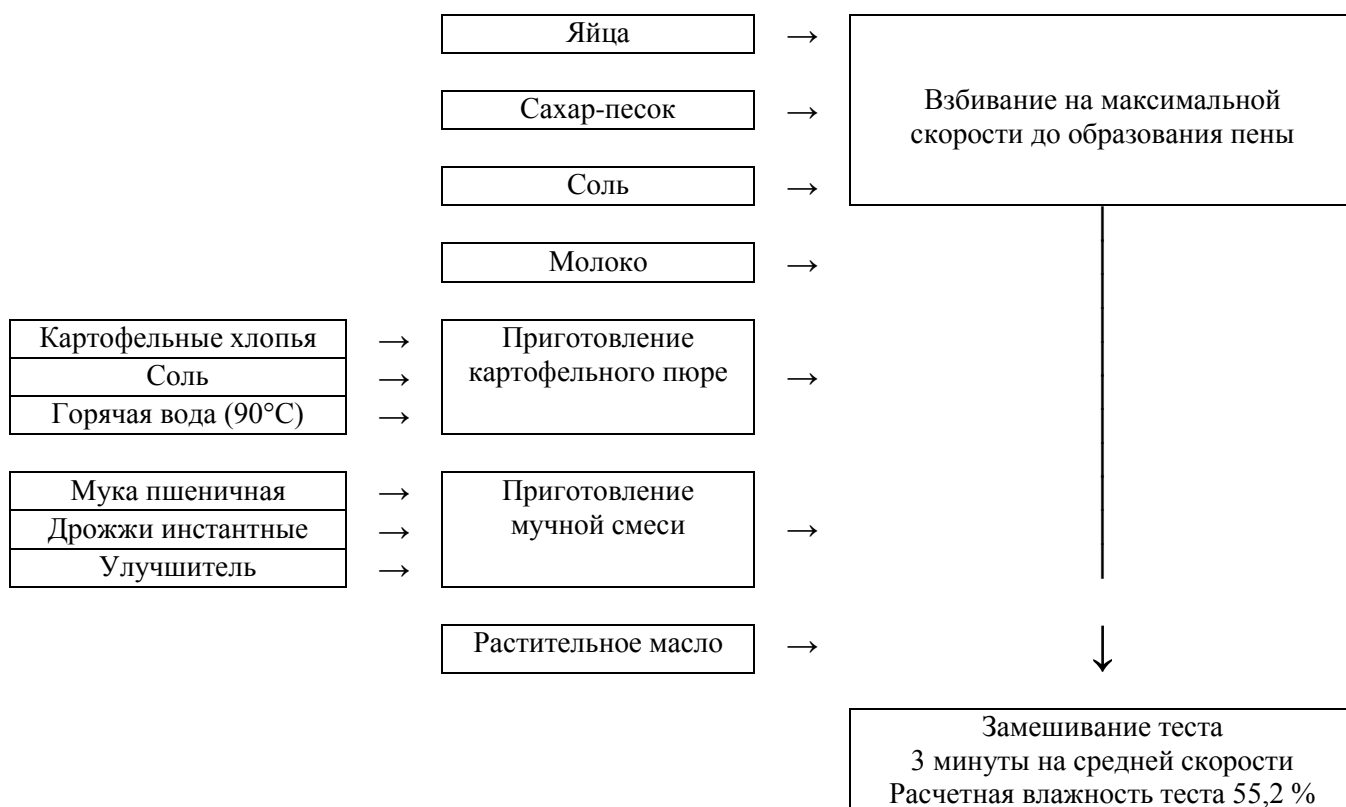 Яйца →
Взбивание на максимальной
скорости до образования пены
Сахар-песок →
Соль →
Молоко →
Картофельные хлопья →
Соль →
Горячая вода (90°С) →
Приготовление
картофельного пюре →
Мука пшеничная →
Дрожжи инстантные →
Улучшитель →
Приготовление
мучной смеси →
Растительное масло →
Замешивание теста
3 минуты на средней скорости
Расчетная влажность теста 55,2 %